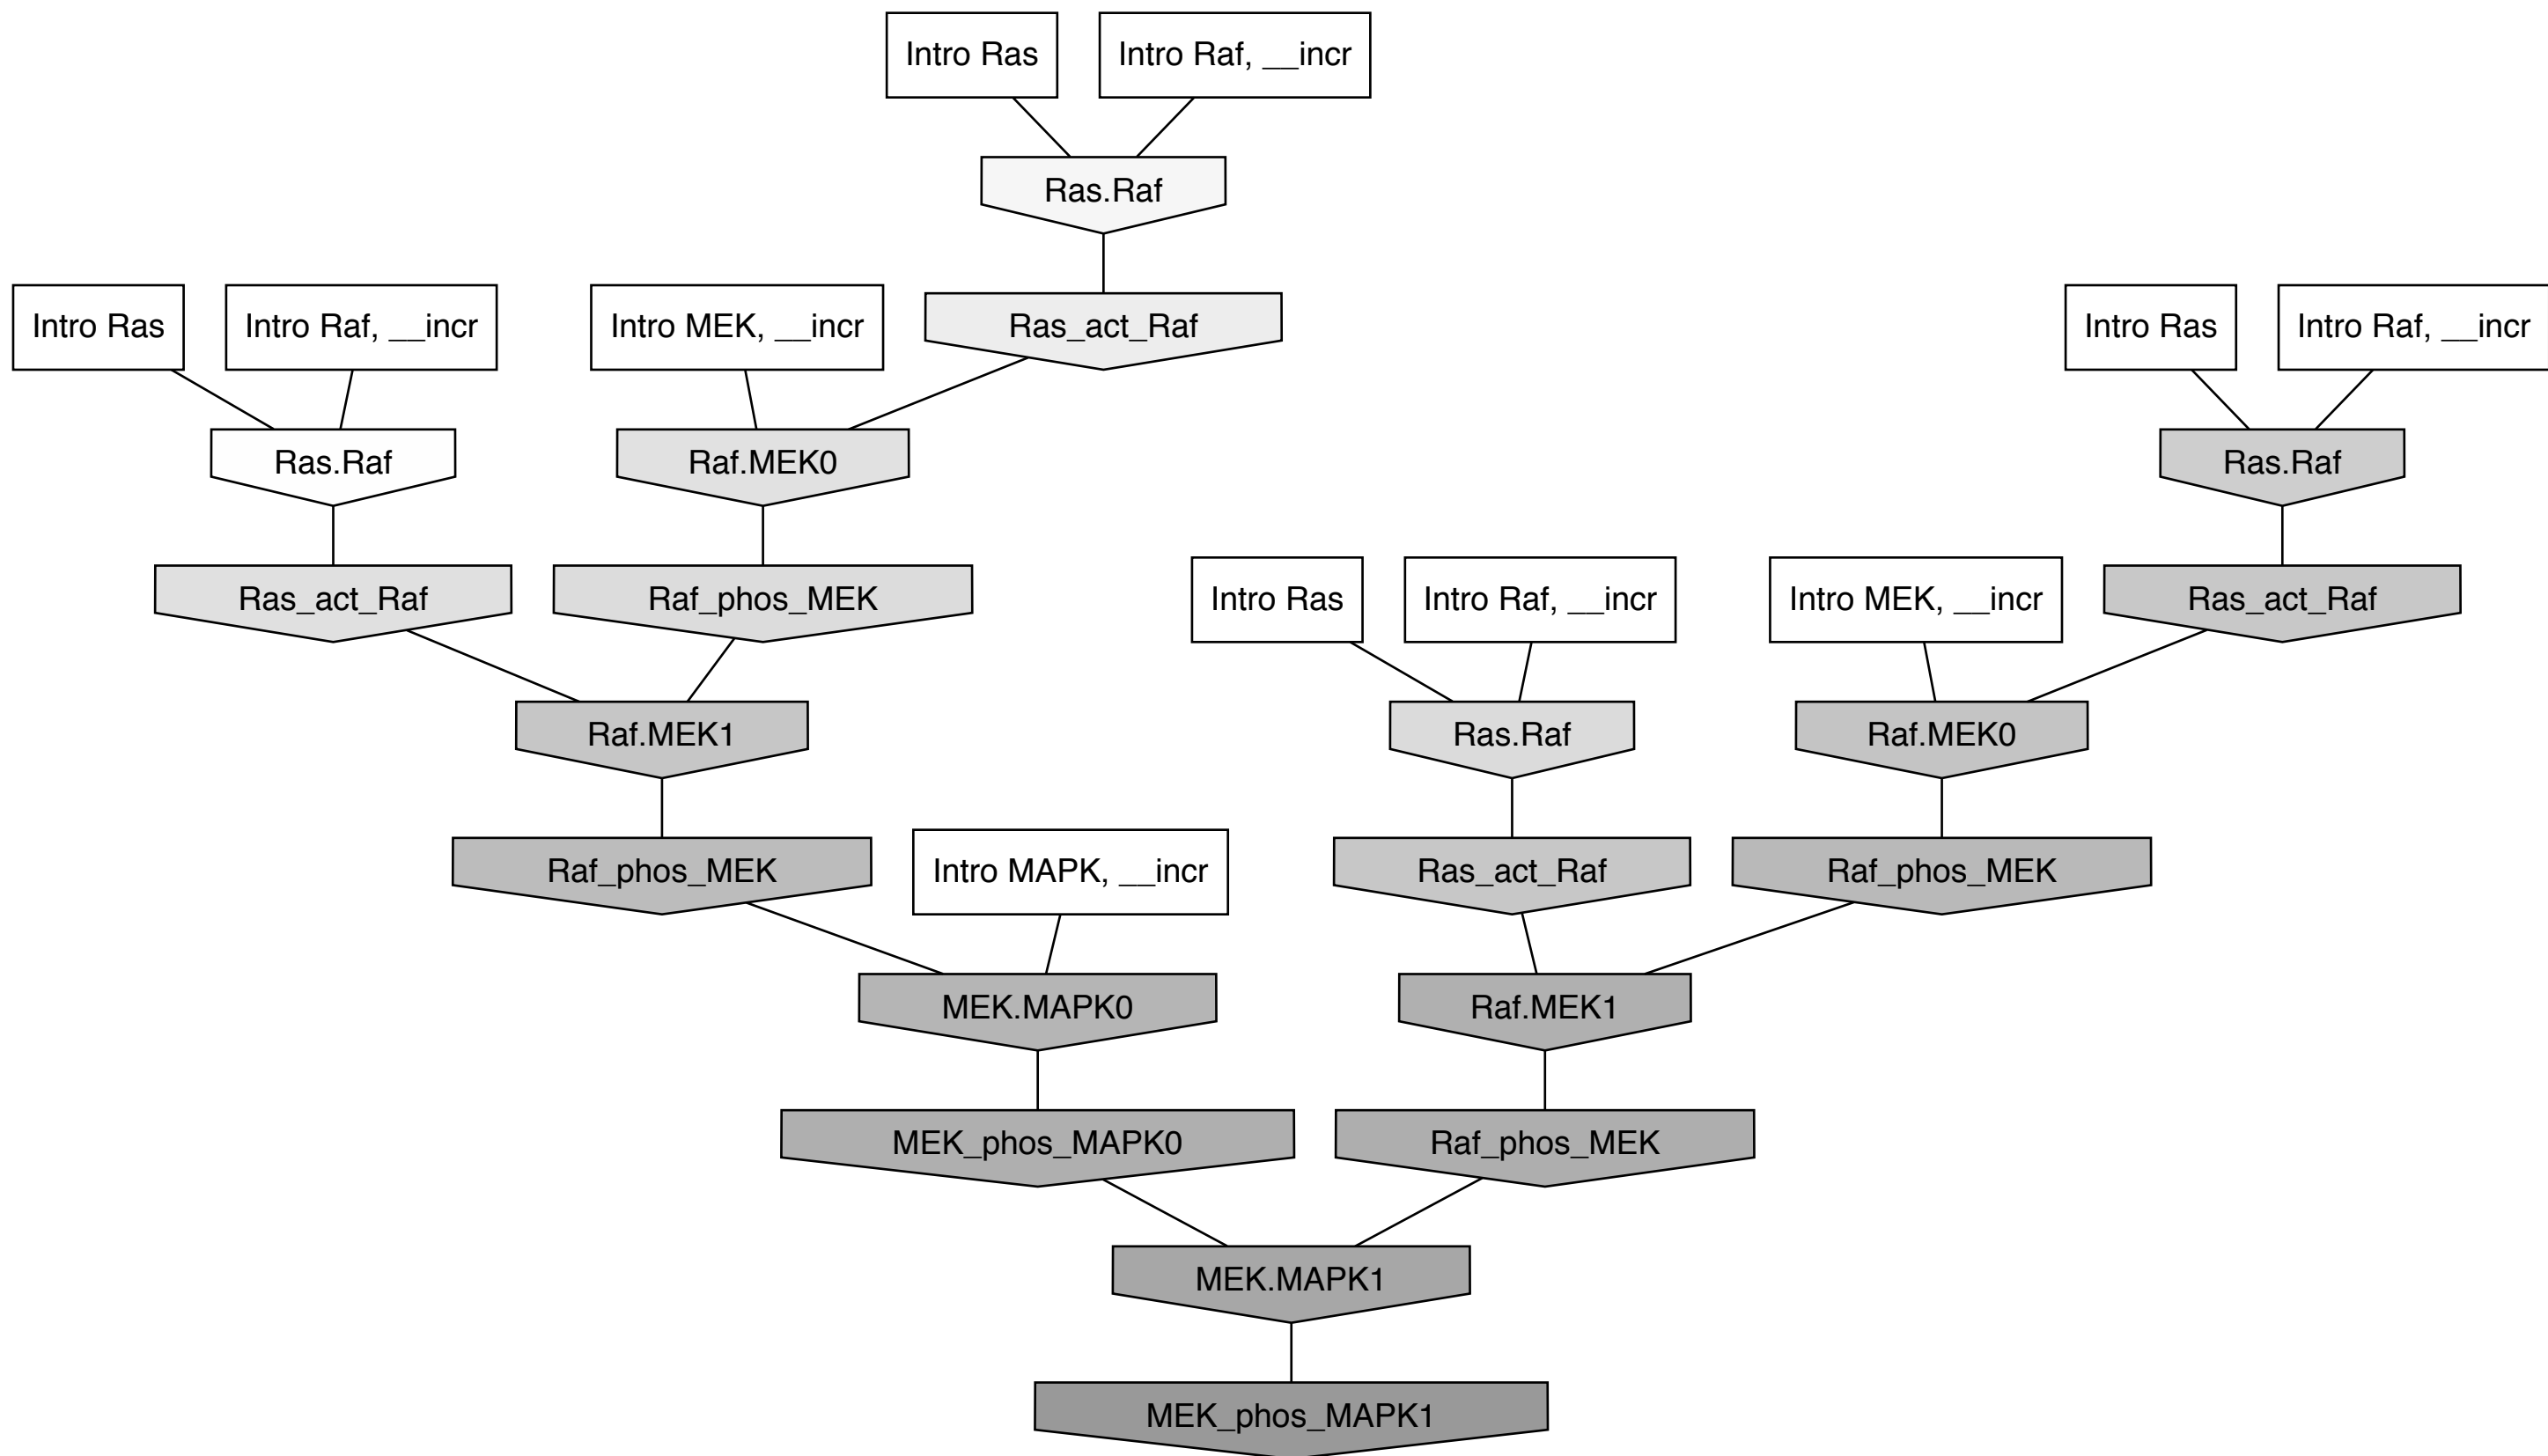 Intro Ras
Intro Raf, __incr
Ras.Raf
Intro Ras
Intro Raf, __incr
Intro MEK, __incr
Ras_act_Raf
Intro Ras
Intro Raf, __incr
Ras.Raf
Raf.MEK0
Ras.Raf
Ras_act_Raf
Raf_phos_MEK
Intro Ras
Intro Raf, __incr
Intro MEK, __incr
Ras_act_Raf
Raf.MEK1
Ras.Raf
Raf.MEK0
Raf_phos_MEK
Intro MAPK, __incr
Ras_act_Raf
Raf_phos_MEK
MEK.MAPK0
Raf.MEK1
MEK_phos_MAPK0
Raf_phos_MEK
MEK.MAPK1
MEK_phos_MAPK1